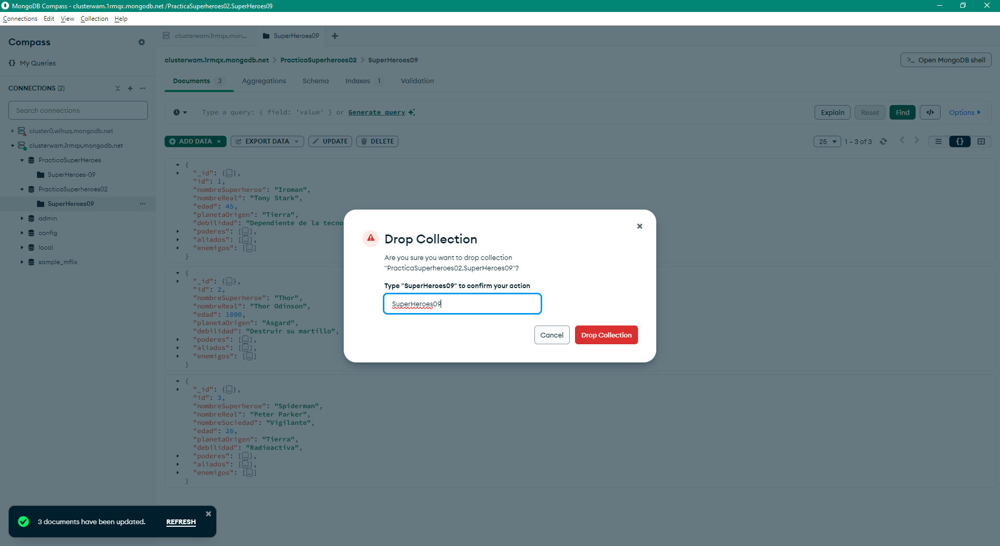 MongoDB Compass - clusterwam.1rmqx.mongodb.net /PracticaSuperheroes02.SuperHeroes09
Connections Edit View Collection Help
Compass
My Queries
CONNECTIONS (2)
Search connections
cluster0.wlhuq.mongodb.net
clusterwam.1rmqx.mongodb.net
PracticaSuperHeroes
SuperHeroes-09
PracticaSuperheroes02
SuperHeroes09
admin
config
local
sample_mflix
clusterwam.1rmqx.mon...
SuperHeroes09
clusterwam.1rmqx.mongodb.net > PracticaSuperheroes02 > SuperHeroes09
>_ Open MongoDB shell
Documents 3 Aggregations Schema Indexes 1 Validation
Type a query: { field: 'value' } or Generate query
Explain Reset Find </> Options
ADD DATA EXPORT DATA UPDATE DELETE
25 1 – 3 of 3 {}
{
"_id": {…},
"id": 1,
"nombreSuperheroe": "Iroman",
"nombreReal": "Tony Stark",
"edad": 45,
"planetaOrigen": "Tierra",
"debilidad": "Dependiente de la tecno
"poderes": […],
"aliados": […],
"enemigos": […]
}
{
"_id": {…},
"id": 2,
"nombreSuperheroe": "Thor",
"nombreReal": "Thor Odinson",
"edad": 1000,
"planetaOrigen": "Asgard",
"debilidad": "Destruir su martillo",
"poderes": […],
"aliados": […],
"enemigos": […]
}
{
"_id": {…},
"id": 3,
"nombreSuperheroe": "Spiderman",
"nombreReal": "Peter Parker",
"nombreSociedad": "Vigilante",
"edad": 26,
"planetaOrigen": "Tierra",
"debilidad": "Radioactiva",
"poderes": […],
"aliados": […],
"enemigos": […]
}
Drop Collection
Are you sure you want to drop collection
"PracticaSuperheroes02.SuperHeroes09"?
Type "SuperHeroes09" to confirm your action
SuperHeroes09
Cancel Drop Collection
3 documents have been updated. REFRESH